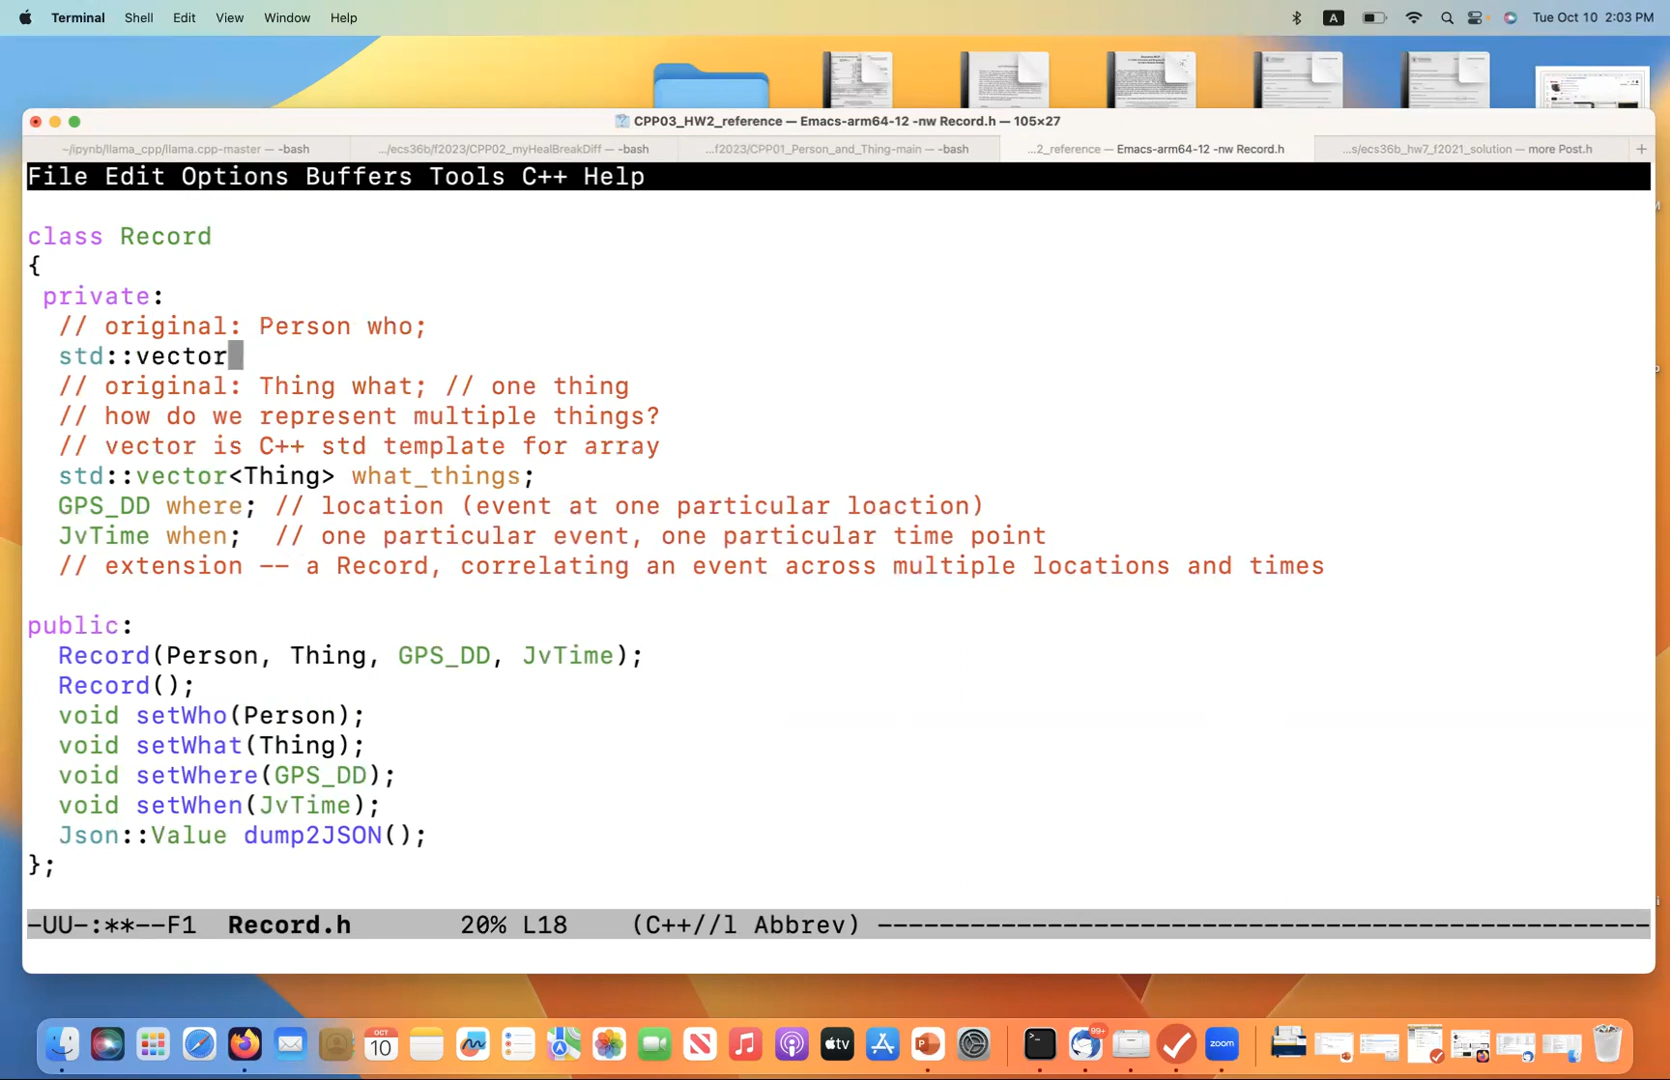 Terminal Shell Edit View Window Help
A
Tue Oct 10 2:03 PM
CPP03_HW2_reference — Emacs-arm64-12 -nw Record.h — 105×27
~/ipynb/llama_cpp/llama.cpp-master — -bash
.../ecs36b/f2023/CPP02_myHealBreakDiff — -bash
...f2023/CPP01_Person_and_Thing-main — -bash
...2_reference — Emacs-arm64-12 -nw Record.h
...s/ecs36b_hw7_f2021_solution — more Post.h
+
File Edit Options Buffers Tools C++ Help
class Record
{
private:
// original: Person who;
std::vector
// original: Thing what; // one thing
// how do we represent multiple things?
// vector is C++ std template for array
std::vector<Thing> what_things;
GPS_DD where; // location (event at one particular loaction)
JvTime when; // one particular event, one particular time point
// extension -- a Record, correlating an event across multiple locations and times
public:
Record(Person, Thing, GPS_DD, JvTime);
Record();
void setWho(Person);
void setWhat(Thing);
void setWhere(GPS_DD);
void setWhen(JvTime);
Json::Value dump2JSON();
};
-UU-:**--F1 Record.h 20% L18 (C++//l Abbrev) --------------------------------------------------
OCT
10
tv
99+
zoom